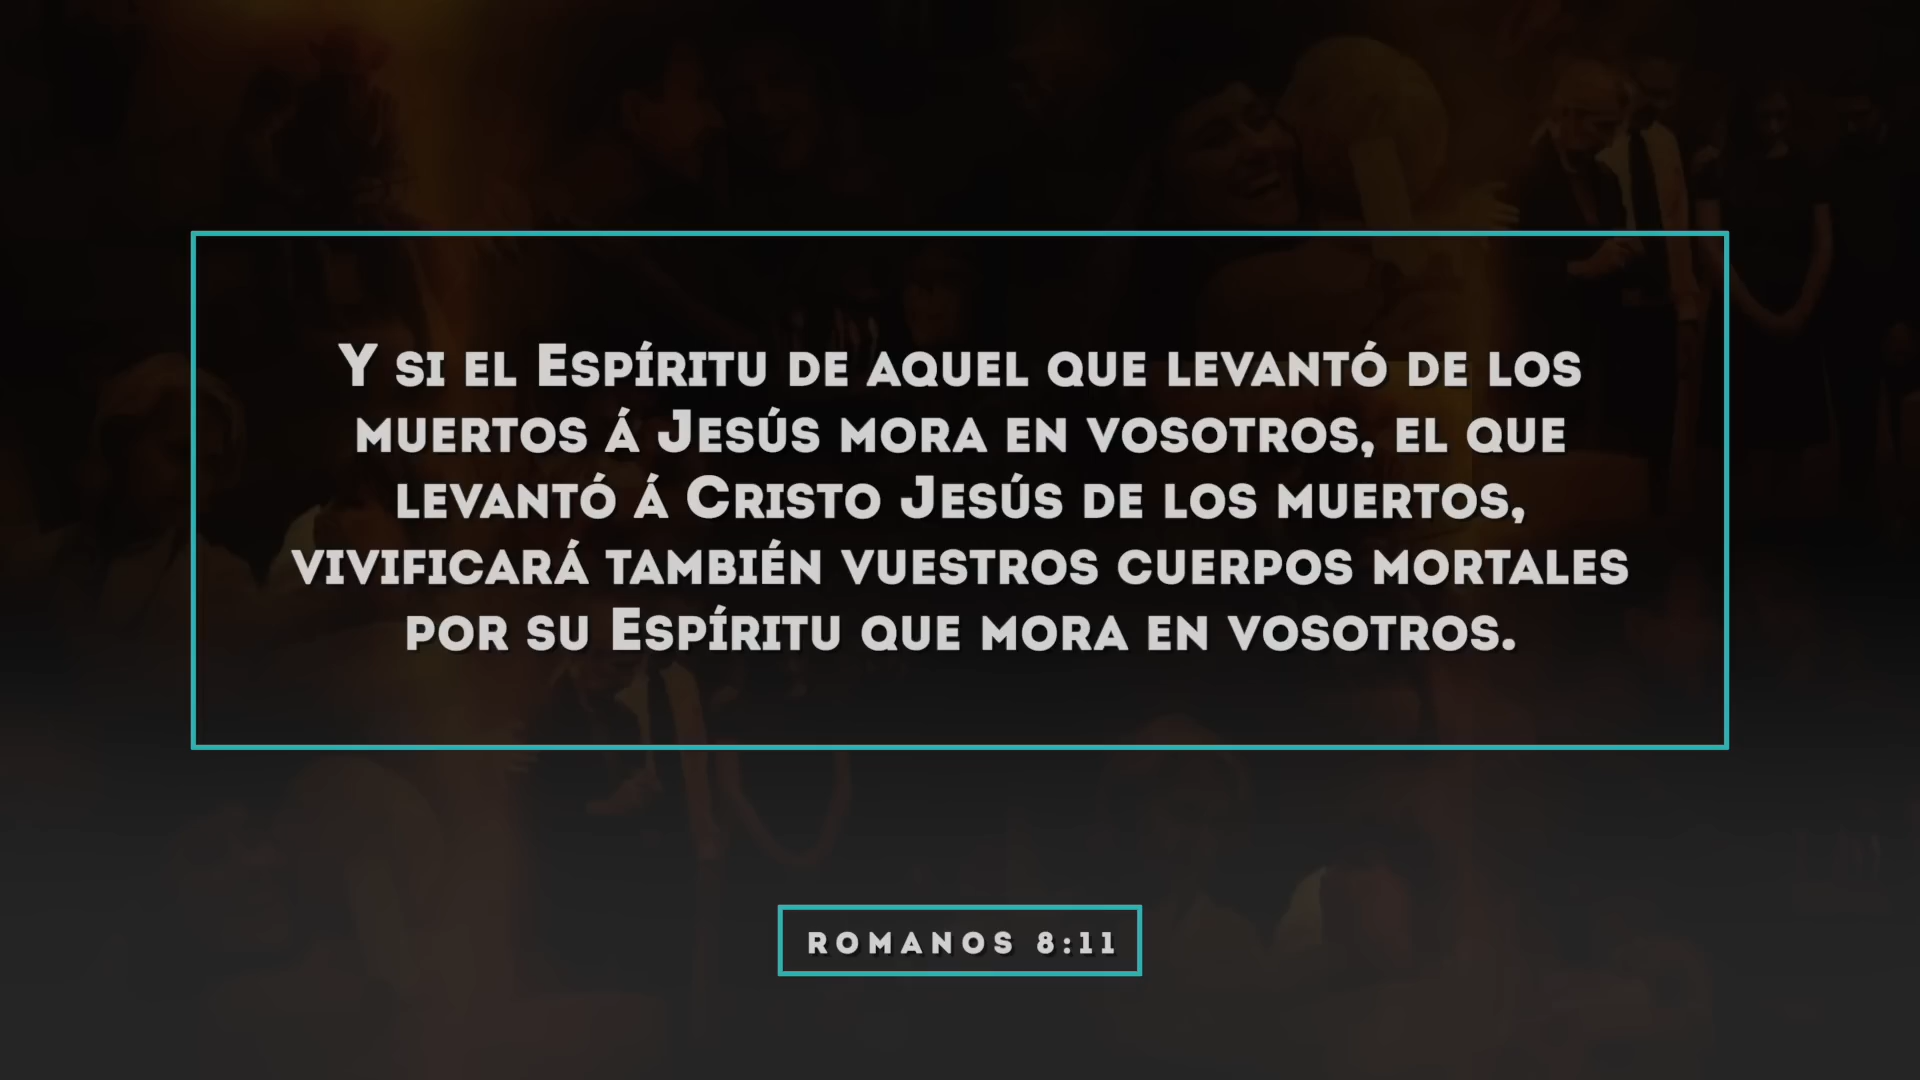 Y si el Espíritu de aquel que levantó de los
muertos á Jesús mora en vosotros, el que
levantó á Cristo Jesús de los muertos,
vivificará también vuestros cuerpos mortales
por su Espíritu que mora en vosotros.
ROMANOS 8:11